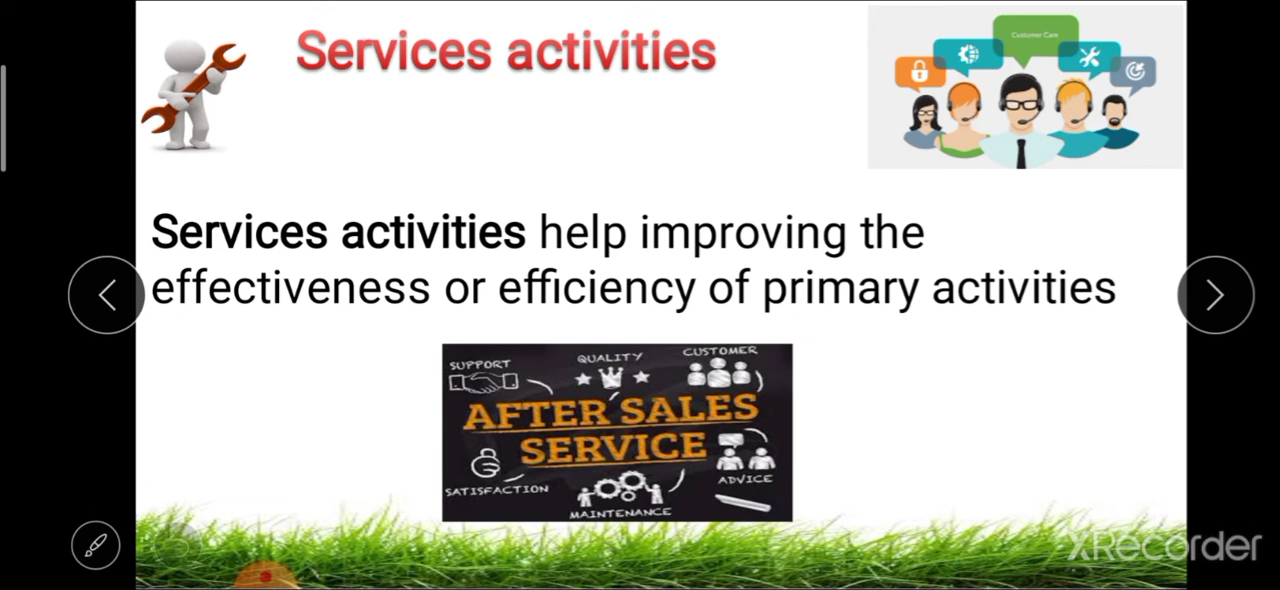 Services activities
Customer Care
Services activities help improving the
effectiveness or efficiency of primary activities
SUPPORT
QUALITY
CUSTOMER
AFTER SALES
SERVICE
SATISFACTION
ADVICE
MAINTENANCE
XRecorder